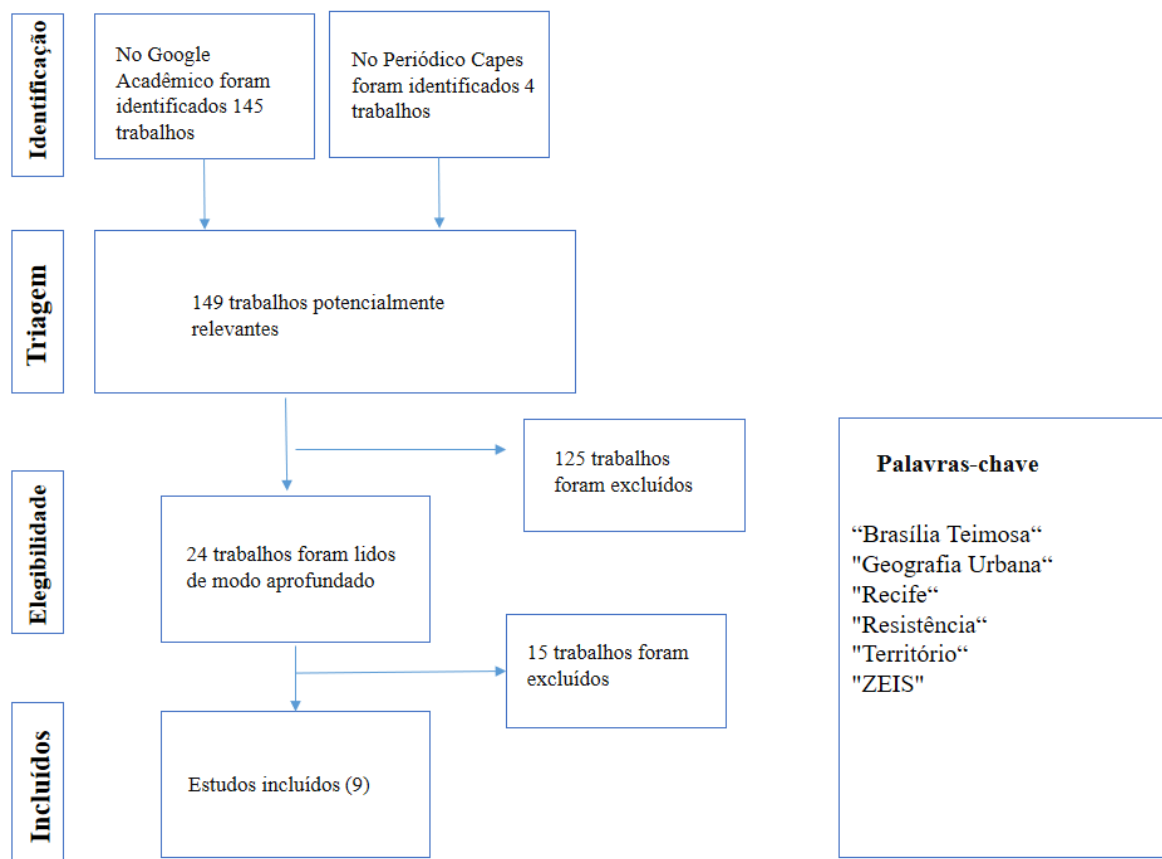 Identificação
No Google
Acadêmico foram
identificados 145
trabalhos
No Periódico Capes
foram identificados 4
trabalhos
Triagem
149 trabalhos potencialmente
relevantes
125 trabalhos
foram excluídos
Elegibilidade
24 trabalhos foram lidos
de modo aprofundado
15 trabalhos foram
excluídos
Incluídos
Estudos incluídos (9)
Palavras-chave
“Brasília Teimosa“
"Geografia Urbana“
"Recife“
"Resistência“
"Território“
"ZEIS"